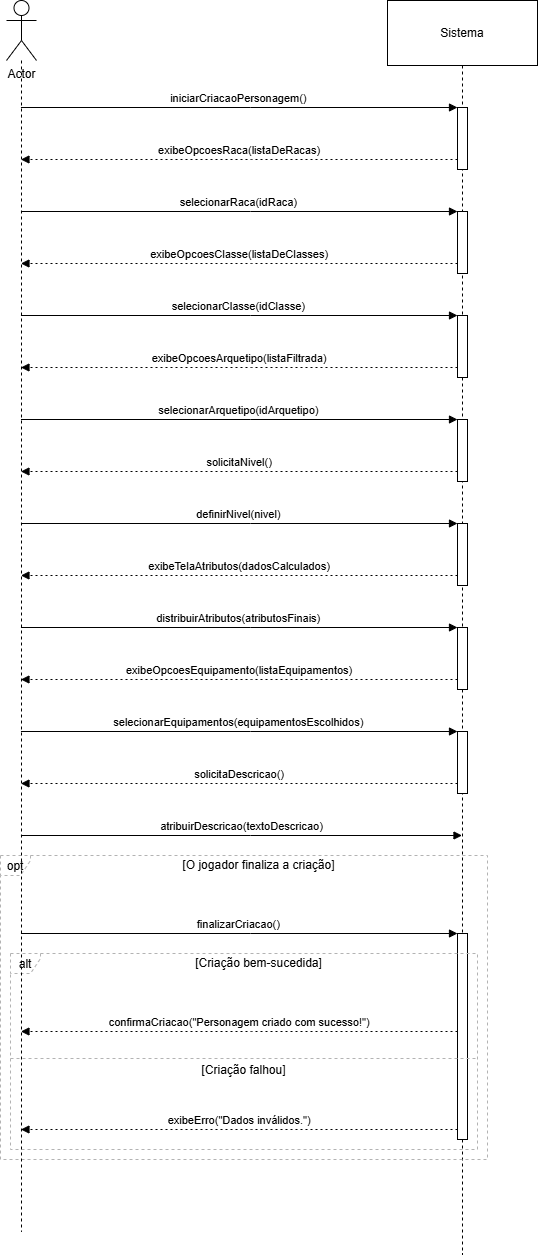 Sistema
Actor
iniciarCriacaoPersonagem()
exibeOpcoesRaca(listaDeRacas)
selecionarRaca(idRaca)
exibeOpcoesClasse(listaDeClasses)
selecionarClasse(idClasse)
exibeOpcoesArquetipo(listaFiltrada)
selecionarArquetipo(idArquetipo)
solicitaNivel()
definirNivel(nivel)
exibeTelaAtributos(dadosCalculados)
distribuirAtributos(atributosFinais)
exibeOpcoesEquipamento(listaEquipamentos)
selecionarEquipamentos(equipamentosEscolhidos)
solicitaDescricao()
atribuirDescricao(textoDescricao)
opt
[O jogador finaliza a criação]
finalizarCriacao()
alt
[Criação bem-sucedida]
confirmaCriacao("Personagem criado com sucesso!")
[Criação falhou]
exibeErro("Dados inválidos.")